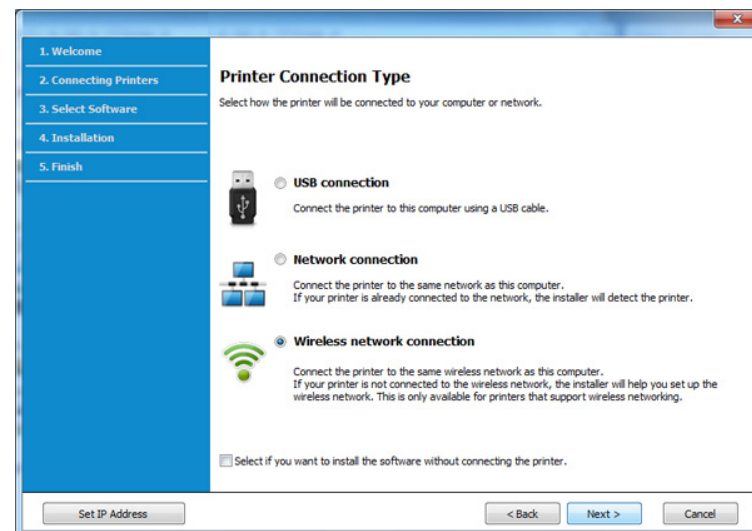 1. Welcome
2. Connecting Printers
3. Select Software
4. Installation
5. Finish
Printer Connection Type
Select how the printer will be connected to your computer or network.
USB connection
Connect the printer to this computer using a USB cable.
Network connection
Connect the printer to the same network as this computer.
If your printer is already connected to the network, the installer will detect the printer.
Wireless network connection
Connect the printer to the same wireless network as this computer.
If your printer is not connected to the wireless network, the installer will help you set up the
wireless network. This is only available for printers that support wireless networking.
Select if you want to install the software without connecting the printer.
Set IP Address
< Back
Next >
Cancel